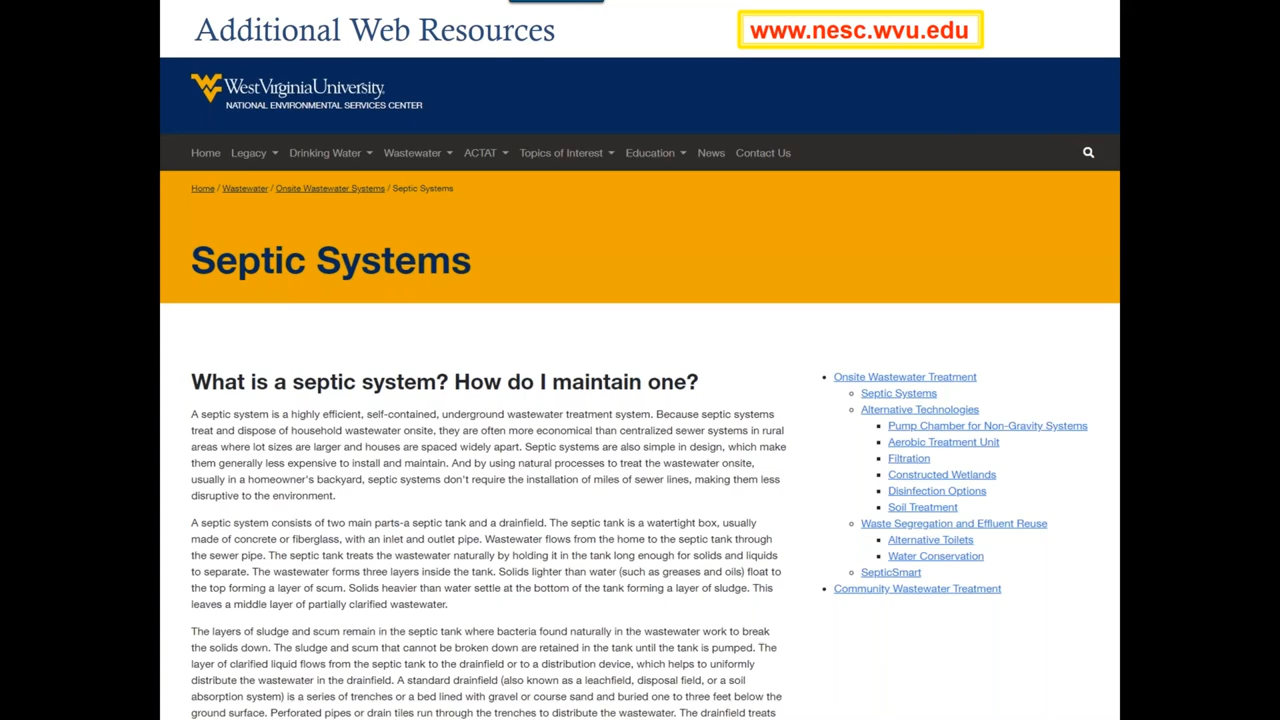 Additional Web Resources
www.nesc.wvu.edu
WestVirginiaUniversity.
NATIONAL ENVIRONMENTAL SERVICES CENTER
Home Legacy Drinking Water Wastewater ACTAT Topics of Interest Education News Contact Us
Home / Wastewater / Onsite Wastewater Systems / Septic Systems
Septic Systems
What is a septic system? How do I maintain one?
A septic system is a highly efficient, self-contained, underground wastewater treatment system. Because septic systems
treat and dispose of household wastewater onsite, they are often more economical than centralized sewer systems in rural
areas where lot sizes are larger and houses are spaced widely apart. Septic systems are also simple in design, which make
them generally less expensive to install and maintain. And by using natural processes to treat the wastewater onsite,
usually in a homeowner's backyard, septic systems don't require the installation of miles of sewer lines, making them less
disruptive to the environment.
A septic system consists of two main parts-a septic tank and a drainfield. The septic tank is a watertight box, usually
made of concrete or fiberglass, with an inlet and outlet pipe. Wastewater flows from the home to the septic tank through
the sewer pipe. The septic tank treats the wastewater naturally by holding it in the tank long enough for solids and liquids
to separate. The wastewater forms three layers inside the tank. Solids lighter than water (such as greases and oils) float to
the top forming a layer of scum. Solids heavier than water settle at the bottom of the tank forming a layer of sludge. This
leaves a middle layer of partially clarified wastewater.
The layers of sludge and scum remain in the septic tank where bacteria found naturally in the wastewater work to break
the solids down. The sludge and scum that cannot be broken down are retained in the tank until the tank is pumped. The
layer of clarified liquid flows from the septic tank to the drainfield or to a distribution device, which helps to uniformly
distribute the wastewater in the drainfield. A standard drainfield (also known as a leachfield, disposal field, or a soil
absorption system) is a series of trenches or a bed lined with gravel or course sand and buried one to three feet below the
ground surface. Perforated pipes or drain tiles run through the trenches to distribute the wastewater. The drainfield treats
Onsite Wastewater Treatment
Septic Systems
Alternative Technologies
Pump Chamber for Non-Gravity Systems
Aerobic Treatment Unit
Filtration
Constructed Wetlands
Disinfection Options
Soil Treatment
Waste Segregation and Effluent Reuse
Alternative Toilets
Water Conservation
SepticSmart
Community Wastewater Treatment